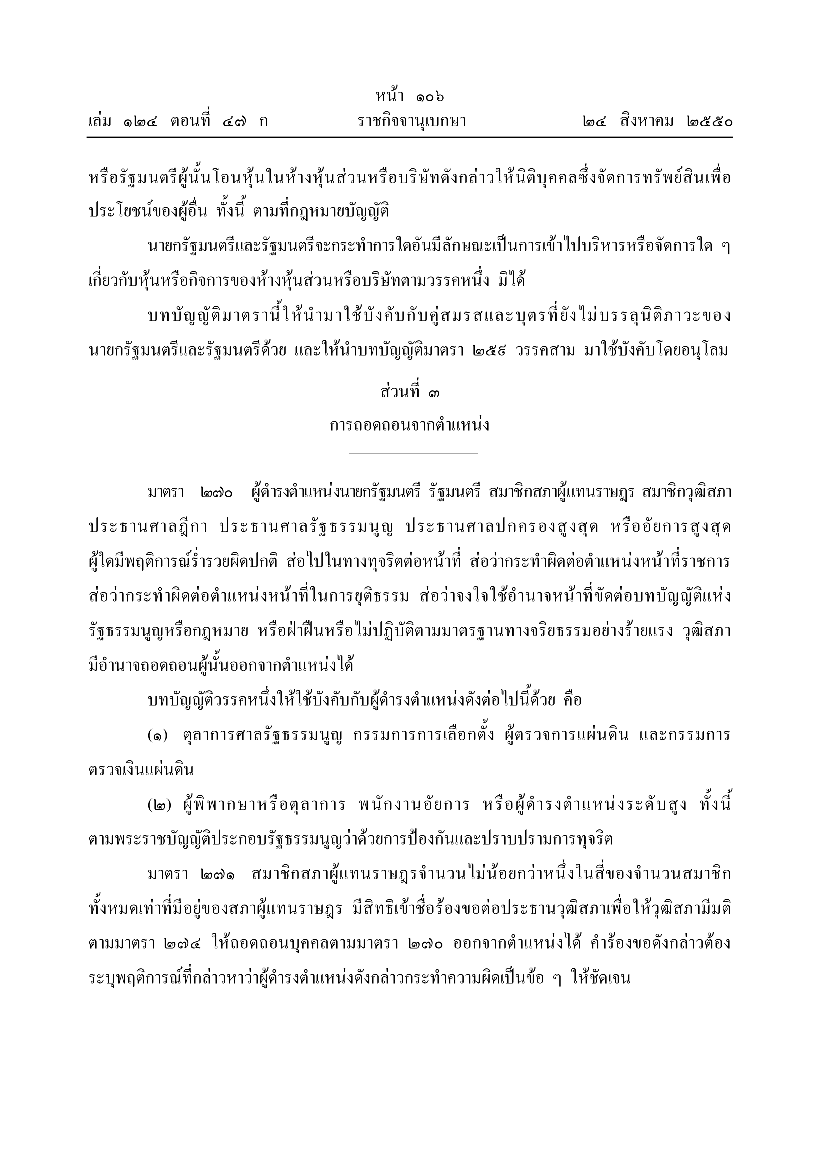 หน้า ๑๐๖
เล่ม ๑๒๔ ตอนที่ ๔๗ ก ราชกิจจานุเบกษา ๒๔ สิงหาคม ๒๕๕๐
หรือรัฐมนตรีผู้นั้นโอนหุ้นในห้างหุ้นส่วนหรือบริษัทดังกล่าวให้นิติบุคคลซึ่งจัดการทรัพย์สินเพื่อ
ประโยชน์ของผู้อื่น ทั้งนี้ ตามที่กฎหมายบัญญัติ
นายกรัฐมนตรีและรัฐมนตรีจะกระทำการใดอันมีลักษณะเป็นการเข้าไปบริหารหรือจัดการใด ๆ
เกี่ยวกับหุ้นหรือกิจการของห้างหุ้นส่วนหรือบริษัทตามวรรคหนึ่ง มิได้
บทบัญญัติมาตรานี้ให้นำมาใช้บังคับกับคู่สมรสและบุตรที่ยังไม่บรรลุนิติภาวะของ
นายกรัฐมนตรีและรัฐมนตรีด้วย และให้นำบทบัญญัติมาตรา ๒๕๙ วรรคสาม มาใช้บังคับโดยอนุโลม
ส่วนที่ ๓
การถอดถอนจากตำแหน่ง
มาตรา ๒๗๐ ผู้ดำรงตำแหน่งนายกรัฐมนตรี รัฐมนตรี สมาชิกสภาผู้แทนราษฎร สมาชิกวุฒิสภา
ประธานศาลฎีกา ประธานศาลรัฐธรรมนูญ ประธานศาลปกครองสูงสุด หรืออัยการสูงสุด
ผู้ใดมีพฤติการณ์ร่ำรวยผิดปกติ ส่อไปในทางทุจริตต่อหน้าที่ ส่อว่ากระทำผิดต่อตำแหน่งหน้าที่ราชการ
ส่อว่ากระทำผิดต่อตำแหน่งหน้าที่ในการยุติธรรม ส่อว่าจงใจใช้อำนาจหน้าที่ขัดต่อบทบัญญัติแห่ง
รัฐธรรมนูญหรือกฎหมาย หรือฝ่าฝืนหรือไม่ปฏิบัติตามมาตรฐานทางจริยธรรมอย่างร้ายแรง วุฒิสภา
มีอำนาจถอดถอนผู้นั้นออกจากตำแหน่งได้
บทบัญญัติวรรคหนึ่งให้ใช้บังคับกับผู้ดำรงตำแหน่งดังต่อไปนี้ด้วย คือ
(๑) ตุลาการศาลรัฐธรรมนูญ กรรมการการเลือกตั้ง ผู้ตรวจการแผ่นดิน และกรรมการ
ตรวจเงินแผ่นดิน
(๒) ผู้พิพากษาหรือตุลาการ พนักงานอัยการ หรือผู้ดำรงตำแหน่งระดับสูง ทั้งนี้
ตามพระราชบัญญัติประกอบรัฐธรรมนูญว่าด้วยการป้องกันและปราบปรามการทุจริต
มาตรา ๒๗๑ สมาชิกสภาผู้แทนราษฎรจำนวนไม่น้อยกว่าหนึ่งในสี่ของจำนวนสมาชิก
ทั้งหมดเท่าที่มีอยู่ของสภาผู้แทนราษฎร มีสิทธิเข้าชื่อร้องขอต่อประธานวุฒิสภาเพื่อให้วุฒิสภามีมติ
ตามมาตรา ๒๗๔ ให้ถอดถอนบุคคลตามมาตรา ๒๗๐ ออกจากตำแหน่งได้ คำร้องขอดังกล่าวต้อง
ระบุพฤติการณ์ที่กล่าวหาว่าผู้ดำรงตำแหน่งดังกล่าวกระทำความผิดเป็นข้อ ๆ ให้ชัดเจน